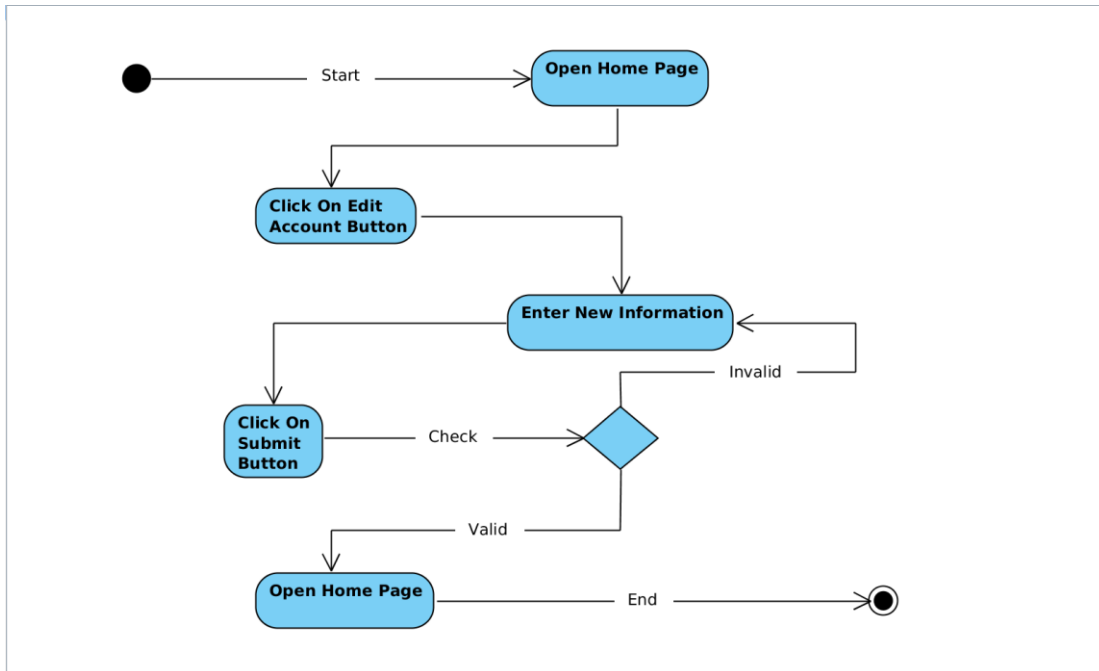 Start
Open Home Page
Click On Edit
Account Button
Enter New Information
Invalid
Click On
Submit
Button
Check
Valid
Open Home Page
End